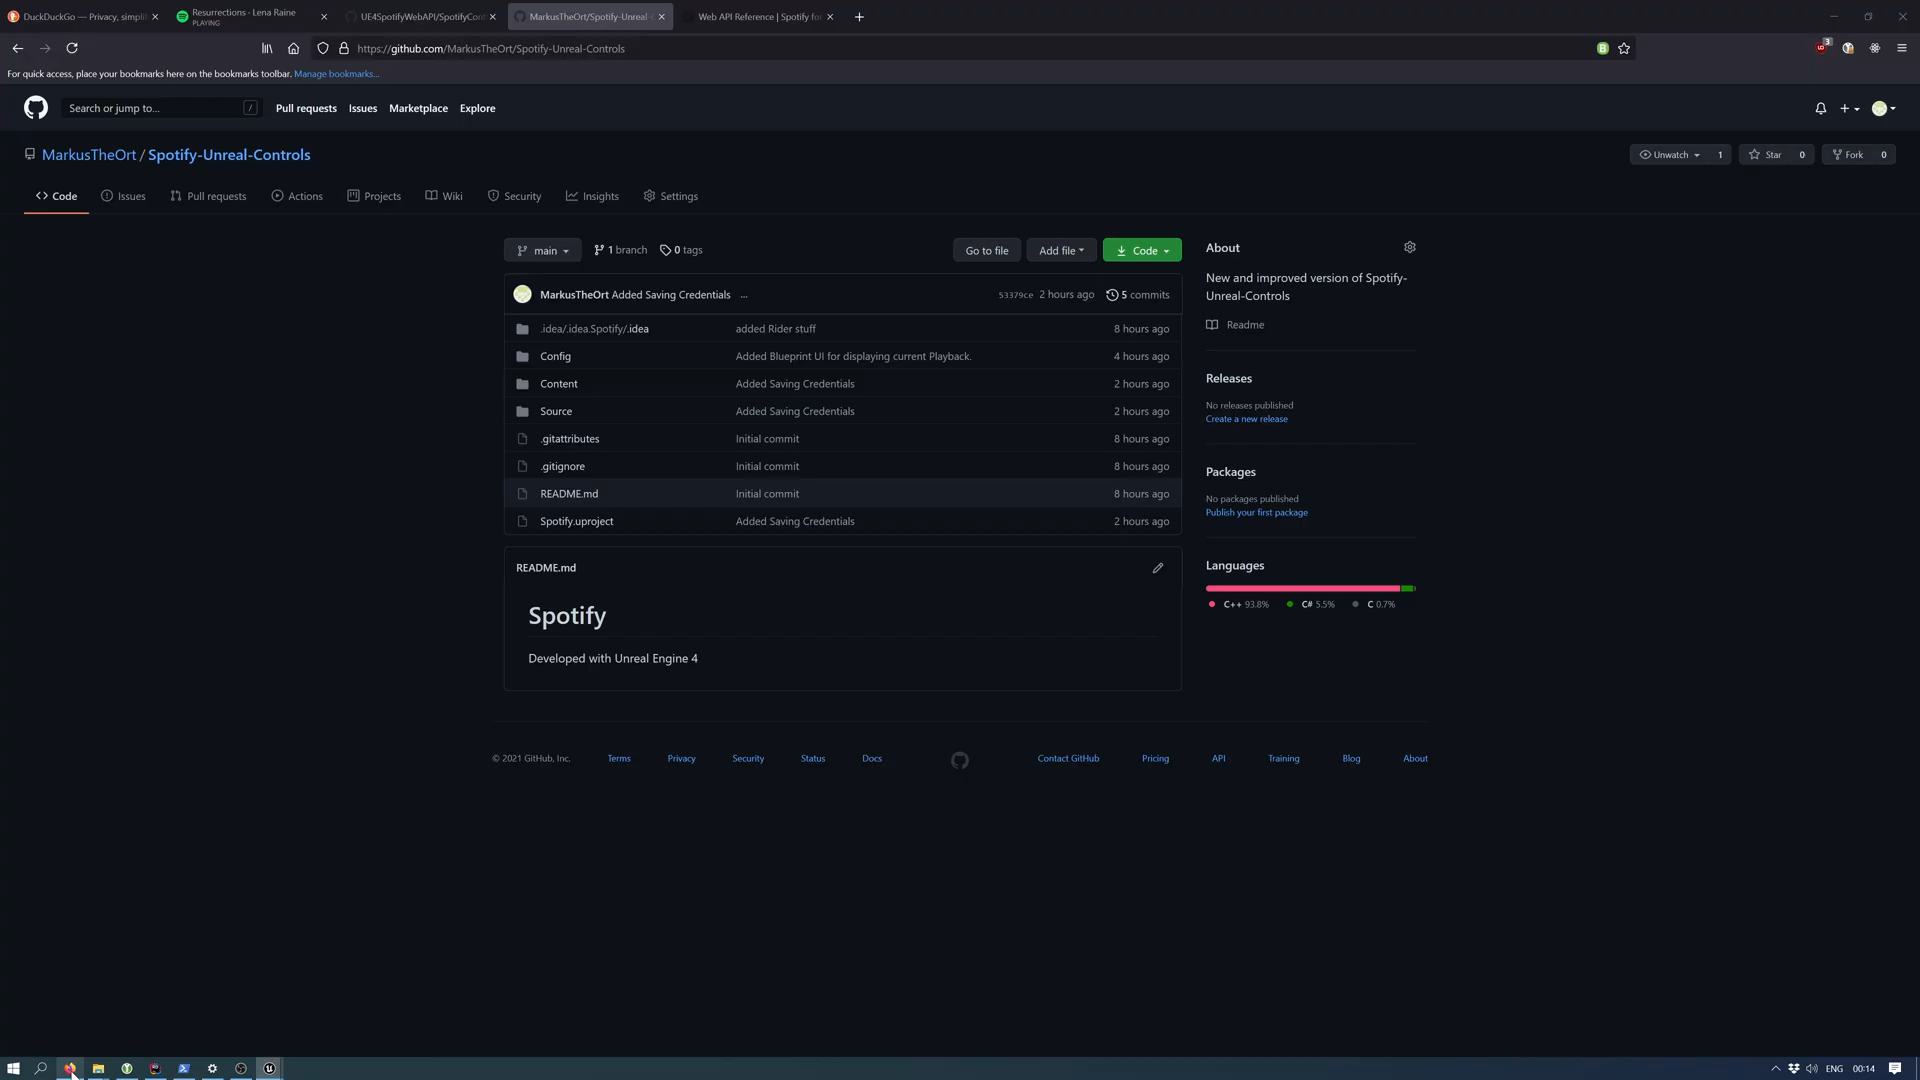 DuckDuckGo — Privacy, simpli
Resurrections · Lena Raine
PLAYING
UE4SpotifyWebAPI/SpotifyCont
MarkusTheOrt/Spotify-Unreal-C
Web API Reference | Spotify for
https://github.com/MarkusTheOrt/Spotify-Unreal-Controls
3
For quick access, place your bookmarks here on the bookmarks toolbar. Manage bookmarks...
Search or jump to... /
Pull requests Issues Marketplace Explore
MarkusTheOrt / Spotify-Unreal-Controls
Unwatch 1 Star 0 Fork 0
Code Issues Pull requests Actions Projects Wiki Security Insights Settings
main 1 branch 0 tags Go to file Add file Code
MarkusTheOrt Added Saving Credentials ... 53379ce 2 hours ago 5 commits
.idea/.idea.Spotify/.idea added Rider stuff 8 hours ago
Config Added Blueprint UI for displaying current Playback. 4 hours ago
Content Added Saving Credentials 2 hours ago
Source Added Saving Credentials 2 hours ago
.gitattributes Initial commit 8 hours ago
.gitignore Initial commit 8 hours ago
README.md Initial commit 8 hours ago
Spotify.uproject Added Saving Credentials 2 hours ago
README.md
Spotify
Developed with Unreal Engine 4
About
New and improved version of Spotify-
Unreal-Controls
Readme
Releases
No releases published
Create a new release
Packages
No packages published
Publish your first package
Languages
C++ 93.8% C# 5.5% C 0.7%
© 2021 GitHub, Inc. Terms Privacy Security Status Docs Contact GitHub Pricing API Training Blog About
ENG 00:14